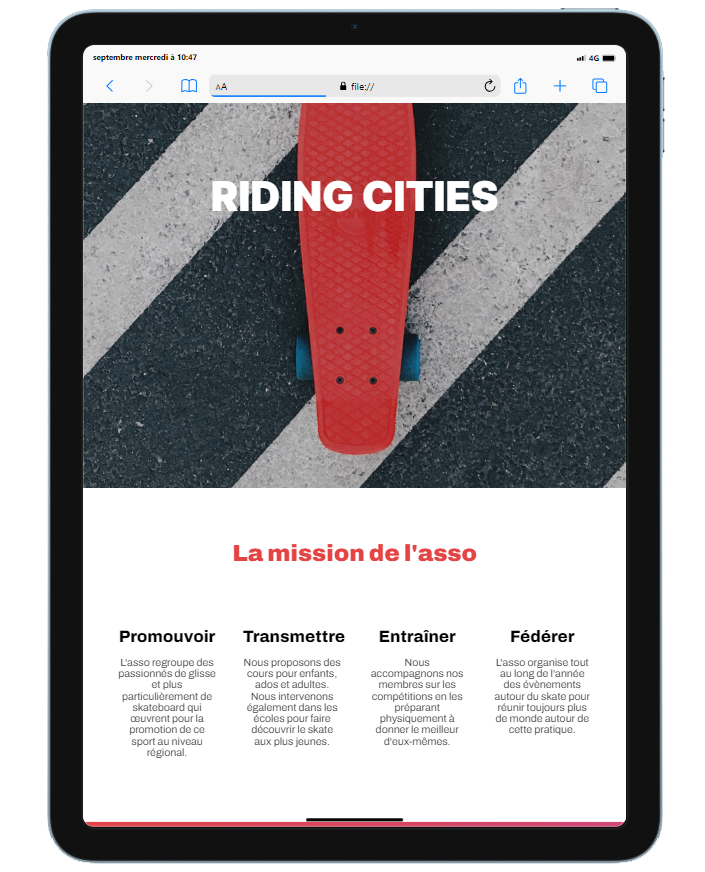 septembre mercredi à 10:47
4G
AA
file://
RIDING CITIES
La mission de l'asso
Promouvoir
L'asso regroupe des
passionnés de glisse
et plus
particulièrement de
skateboard qui
œuvrent pour la
promotion de ce
sport au niveau
régional.
Transmettre
Nous proposons des
cours pour enfants,
ados et adultes.
Nous intervenons
également dans les
écoles pour faire
découvrir le skate
aux plus jeunes.
Entraîner
Nous
accompagnons nos
membres sur les
compétitions en les
préparant
physiquement à
donner le meilleur
d'eux-mêmes.
Fédérer
L'asso organise tout
au long de l'année
des évènements
autour du skate pour
réunir toujours plus
de monde autour de
cette pratique.